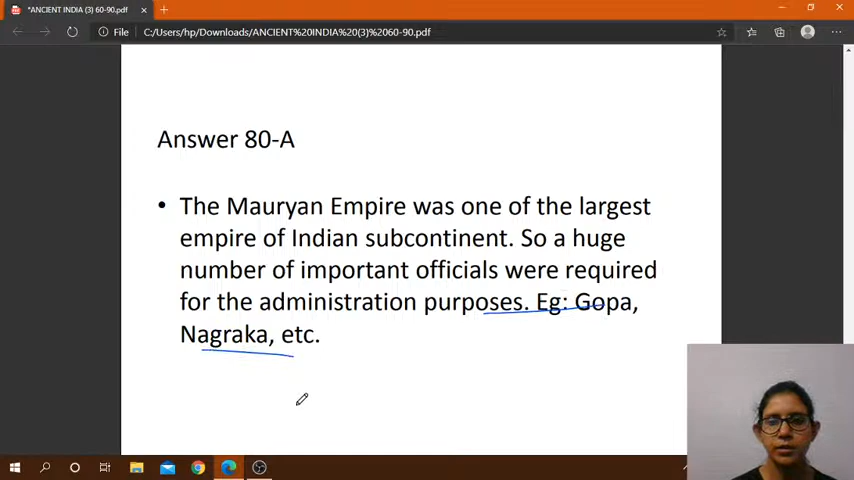 *ANCIENT INDIA (3) 60-90.pdf
File C:/Users/hp/Downloads/ANCIENT%20INDIA%20(3)%2060-90.pdf
Answer 80-A
• The Mauryan Empire was one of the largest
empire of Indian subcontinent. So a huge
number of important officials were required
for the administration purposes. Eg: Gopa,
Nagraka, etc.